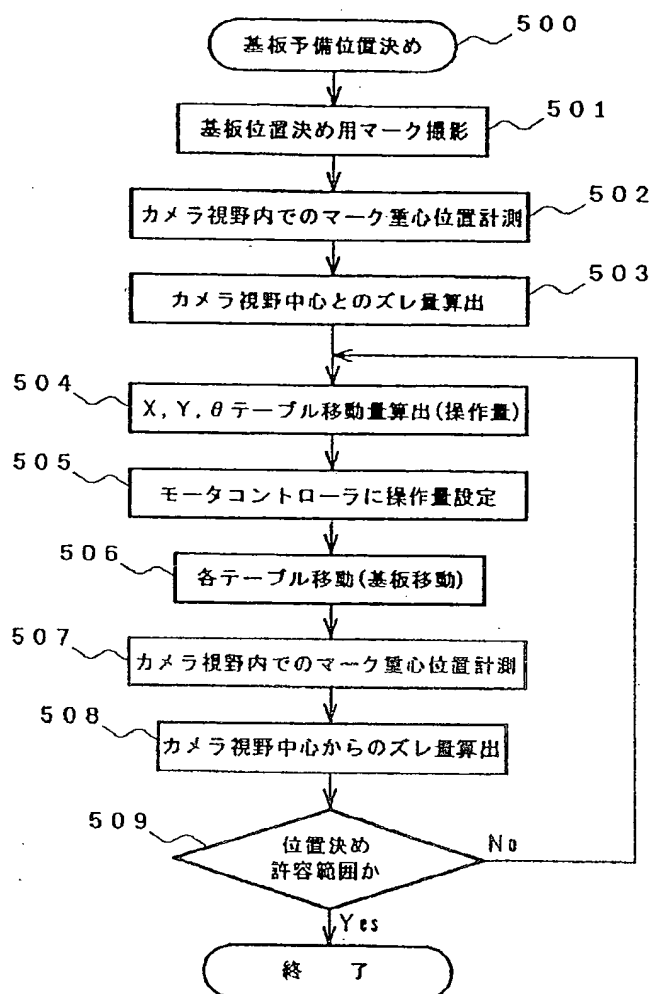 基板予備位置決め
500
基板位置決め用マーク撮影
501
カメラ視野内でのマーク重心位置計測
502
カメラ視野中心とのズレ量算出
503
504
X, Y, θテーブル移動量算出(操作量)
505
モータコントローラに操作量設定
506
各テーブル移動(基板移動)
507
カメラ視野内でのマーク重心位置計測
508
カメラ視野中心からのズレ量算出
509
位置決め
許容範囲か
No
Yes
終 了